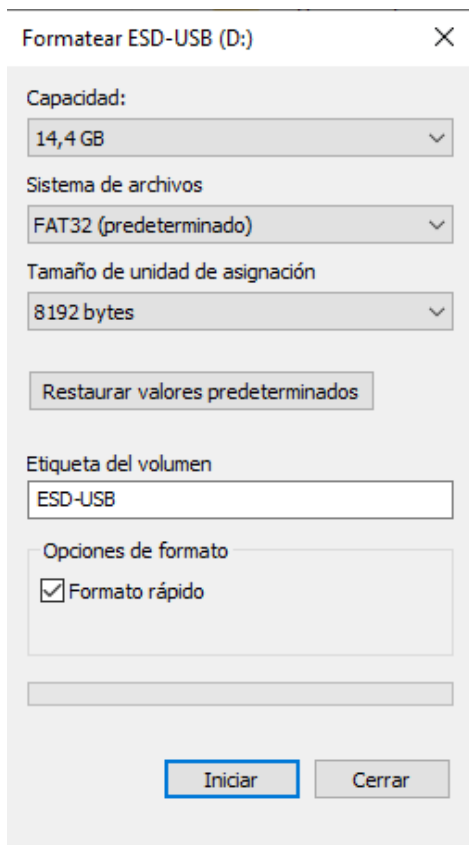 Formatear ESD-USB (D:)
Capacidad:
14,4 GB
Sistema de archivos
FAT32 (predeterminado)
Tamaño de unidad de asignación
8192 bytes
Restaurar valores predeterminados
Etiqueta del volumen
ESD-USB
Opciones de formato
Formato rápido
Iniciar
Cerrar